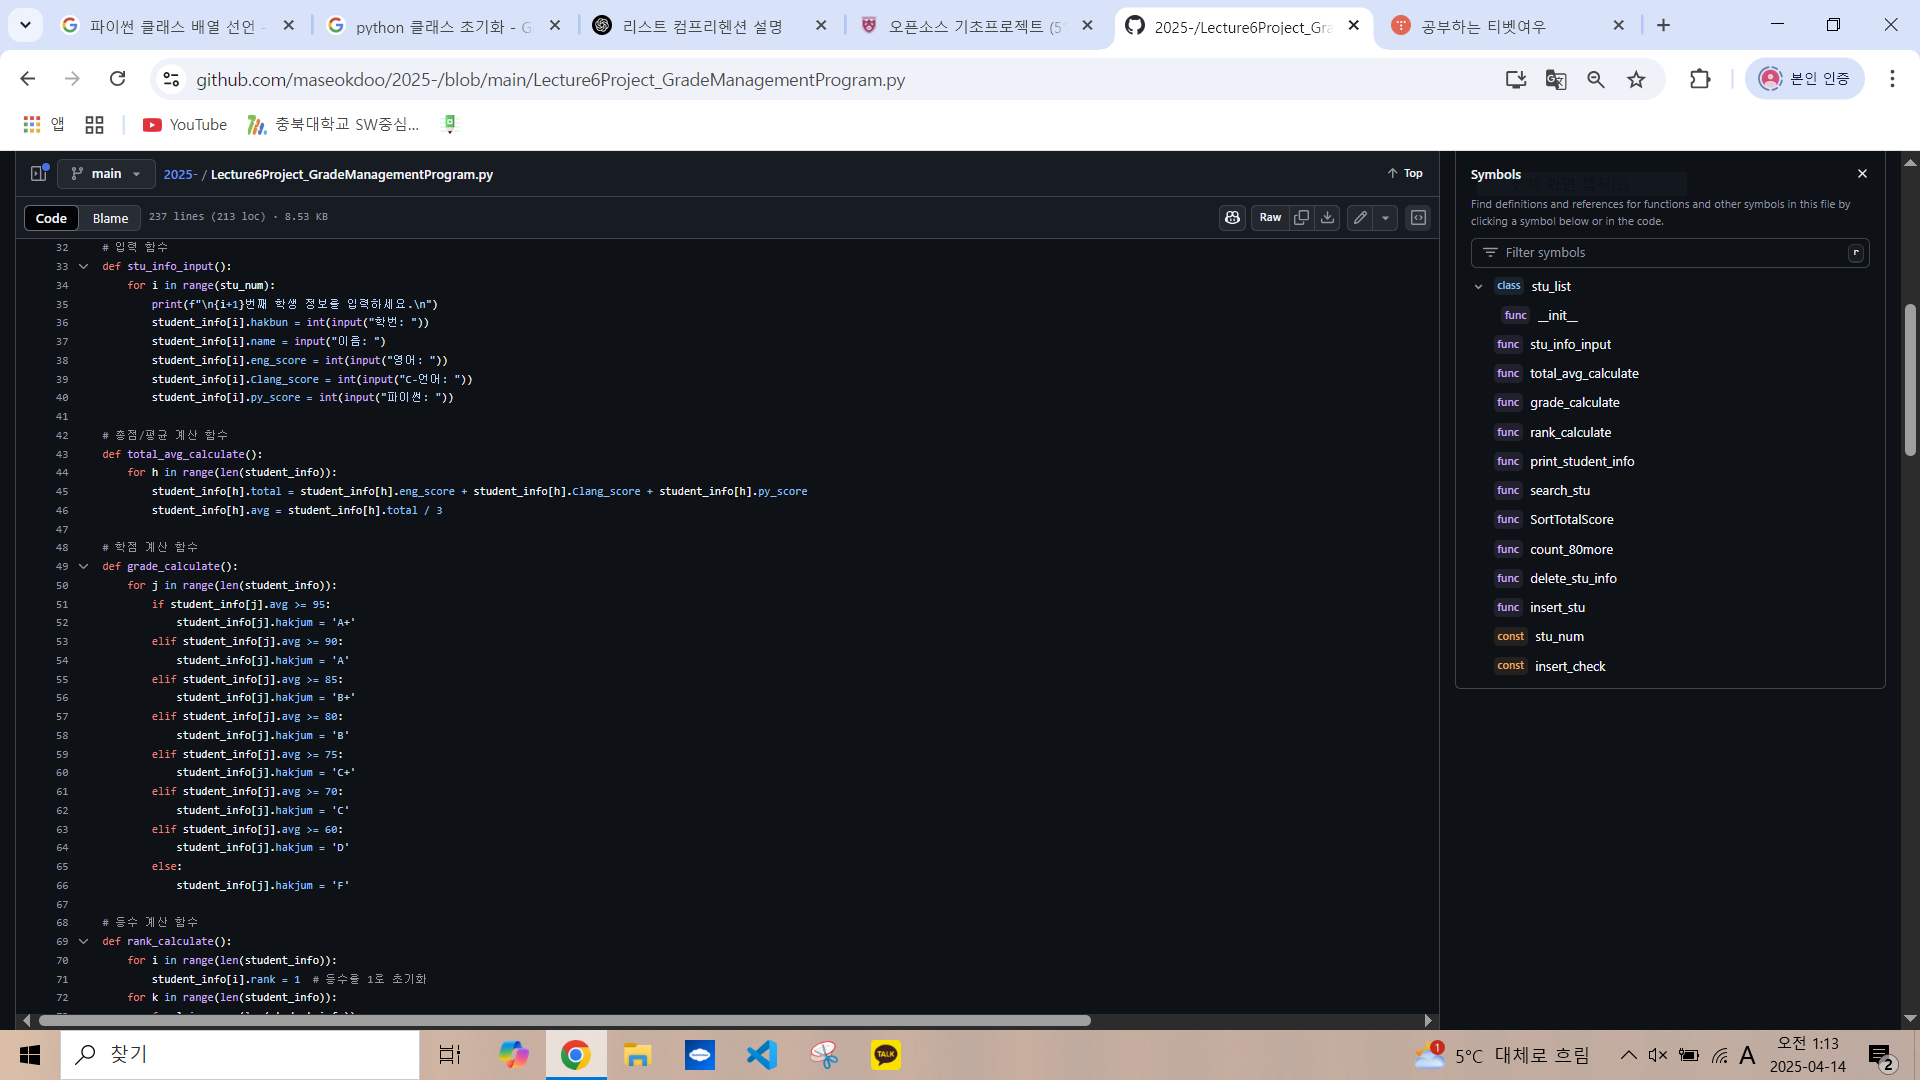 파이썬 클래스 배열 선언 -
python 클래스 초기화 - G
리스트 컴프리헨션 설명
오픈소스 기초프로젝트 (5
2025-/Lecture6Project_Gra
공부하는 티벳여우
github.com/maseokdoo/2025-/blob/main/Lecture6Project_GradeManagementProgram.py
본인 인증
앱
YouTube
충북대학교 SW중심...
main
2025- / Lecture6Project_GradeManagementProgram.py
Top
Code Blame 237 lines (213 loc) · 8.53 KB
Raw
32 # 입력 함수
33 def stu_info_input():
34 for i in range(stu_num):
35 print(f"\n{i+1}번째 학생 정보를 입력하세요.\n")
36 student_info[i].hakbun = int(input("학번: "))
37 student_info[i].name = input("이름: ")
38 student_info[i].eng_score = int(input("영어: "))
39 student_info[i].Clang_score = int(input("C-언어: "))
40 student_info[i].py_score = int(input("파이썬: "))
41
42 # 총점/평균 계산 함수
43 def total_avg_calculate():
44 for h in range(len(student_info)):
45 student_info[h].total = student_info[h].eng_score + student_info[h].Clang_score + student_info[h].py_score
46 student_info[h].avg = student_info[h].total / 3
47
48 # 학점 계산 함수
49 def grade_calculate():
50 for j in range(len(student_info)):
51 if student_info[j].avg >= 95:
52 student_info[j].hakjum = 'A+'
53 elif student_info[j].avg >= 90:
54 student_info[j].hakjum = 'A'
55 elif student_info[j].avg >= 85:
56 student_info[j].hakjum = 'B+'
57 elif student_info[j].avg >= 80:
58 student_info[j].hakjum = 'B'
59 elif student_info[j].avg >= 75:
60 student_info[j].hakjum = 'C+'
61 elif student_info[j].avg >= 70:
62 student_info[j].hakjum = 'C'
63 elif student_info[j].avg >= 60:
64 student_info[j].hakjum = 'D'
65 else:
66 student_info[j].hakjum = 'F'
67
68 # 등수 계산 함수
69 def rank_calculate():
70 for i in range(len(student_info)):
71 student_info[i].rank = 1 # 등수를 1로 초기화
72 for k in range(len(student_info)):
Symbols
Find definitions and references for functions and other symbols in this file by
clicking a symbol below or in the code.
Filter symbols
r
class stu_list
func __init__
func stu_info_input
func total_avg_calculate
func grade_calculate
func rank_calculate
func print_student_info
func search_stu
func SortTotalScore
func count_80more
func delete_stu_info
func insert_stu
const stu_num
const insert_check
찾기
TALK
1
5°C 대체로 흐림
A
오전 1:13
2025-04-14
2